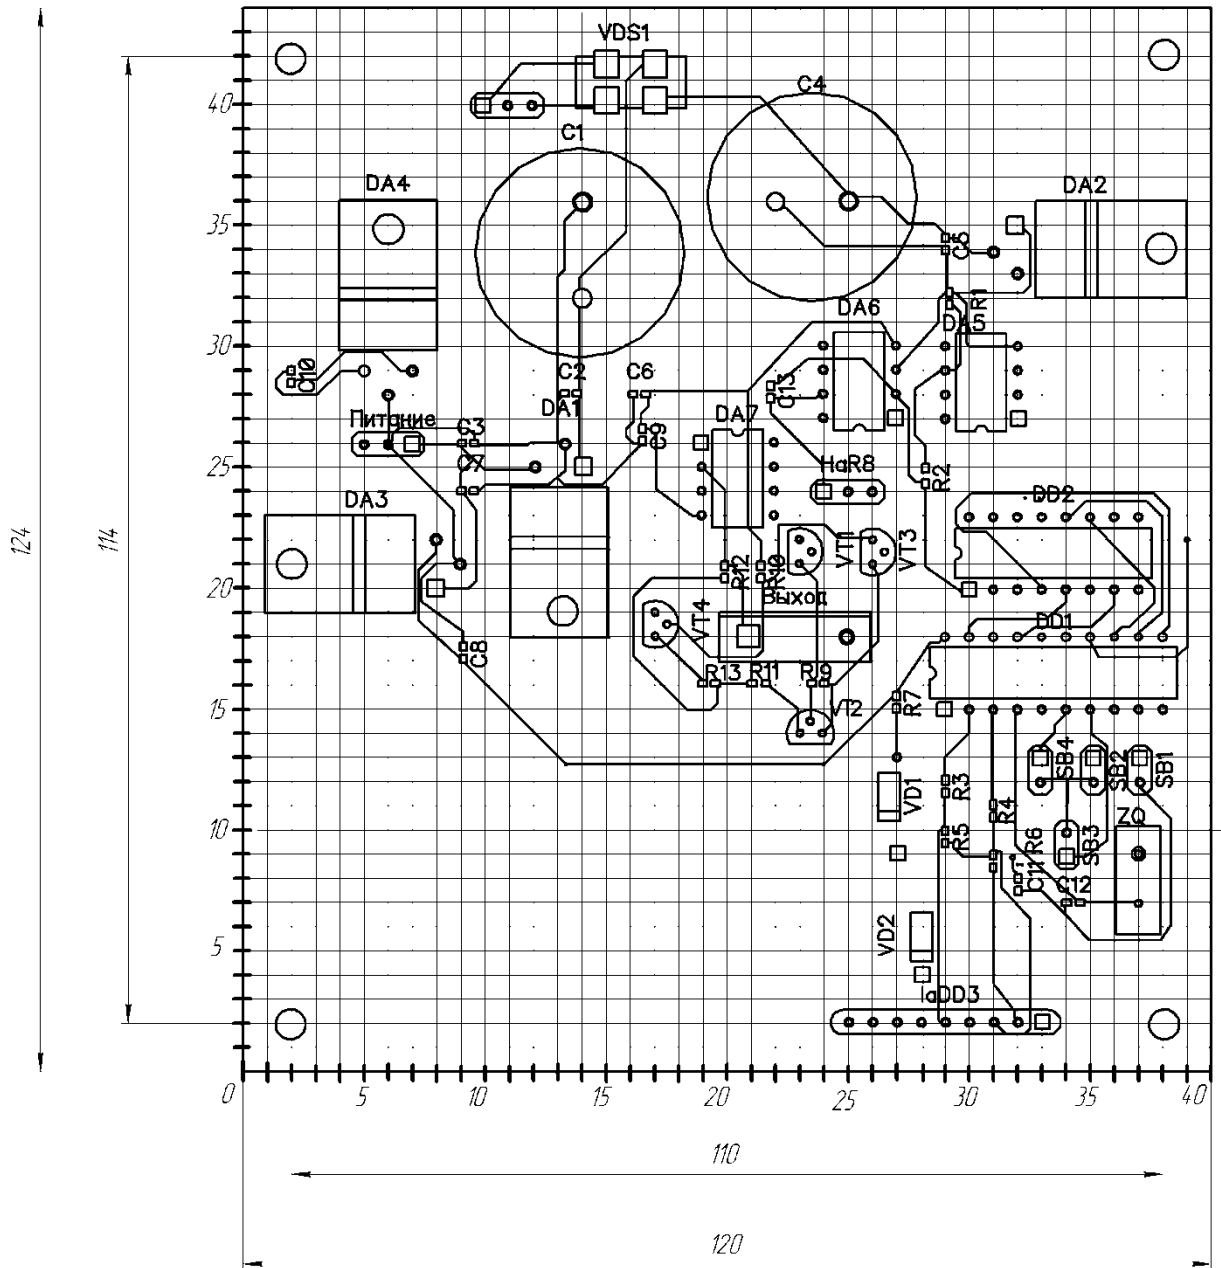 VDS1
C4
40
C1
DA4
DA2
35
C5
R1
DA6
DA5
30
C10
C2
C6
C13
DA1
Питание
C3
DA7
C9
25
C7
НаR8
R2
DA3
DD2
124
114
VT1
VT3
R12
R10
20
Выход
VT4
DD1
C8
R13
R11
R9
R7
VT2
15
SB4
SB2
SB1
VD1
R3
R4
ZQ
10
R5
R6
SB3
C11
C12
VD2
5
аDD3
0
5
10
15
20
25
30
35
40
110
120